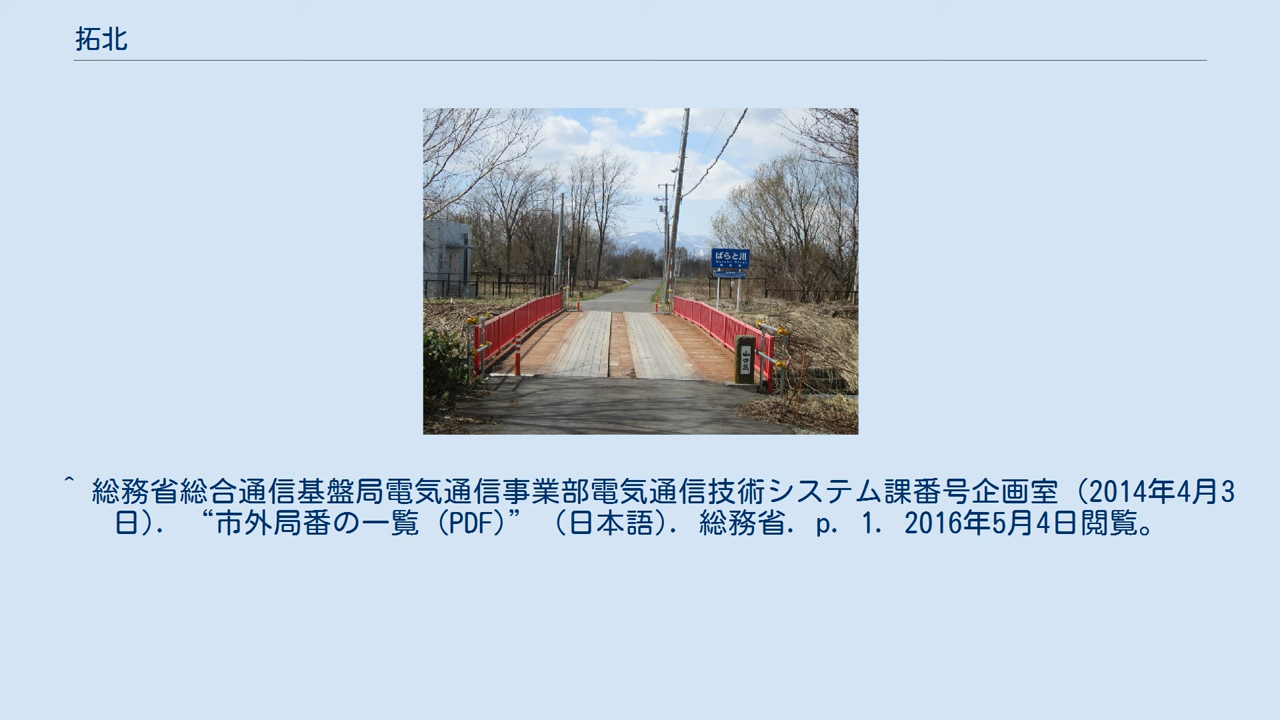 拓北
ばらと川
^ 総務省総合通信基盤局電気通信事業部電気通信技術システム課番号企画室 (2014年4月3
日). “市外局番の一覧 (PDF)” (日本語). 総務省. p. 1. 2016年5月4日閲覧。